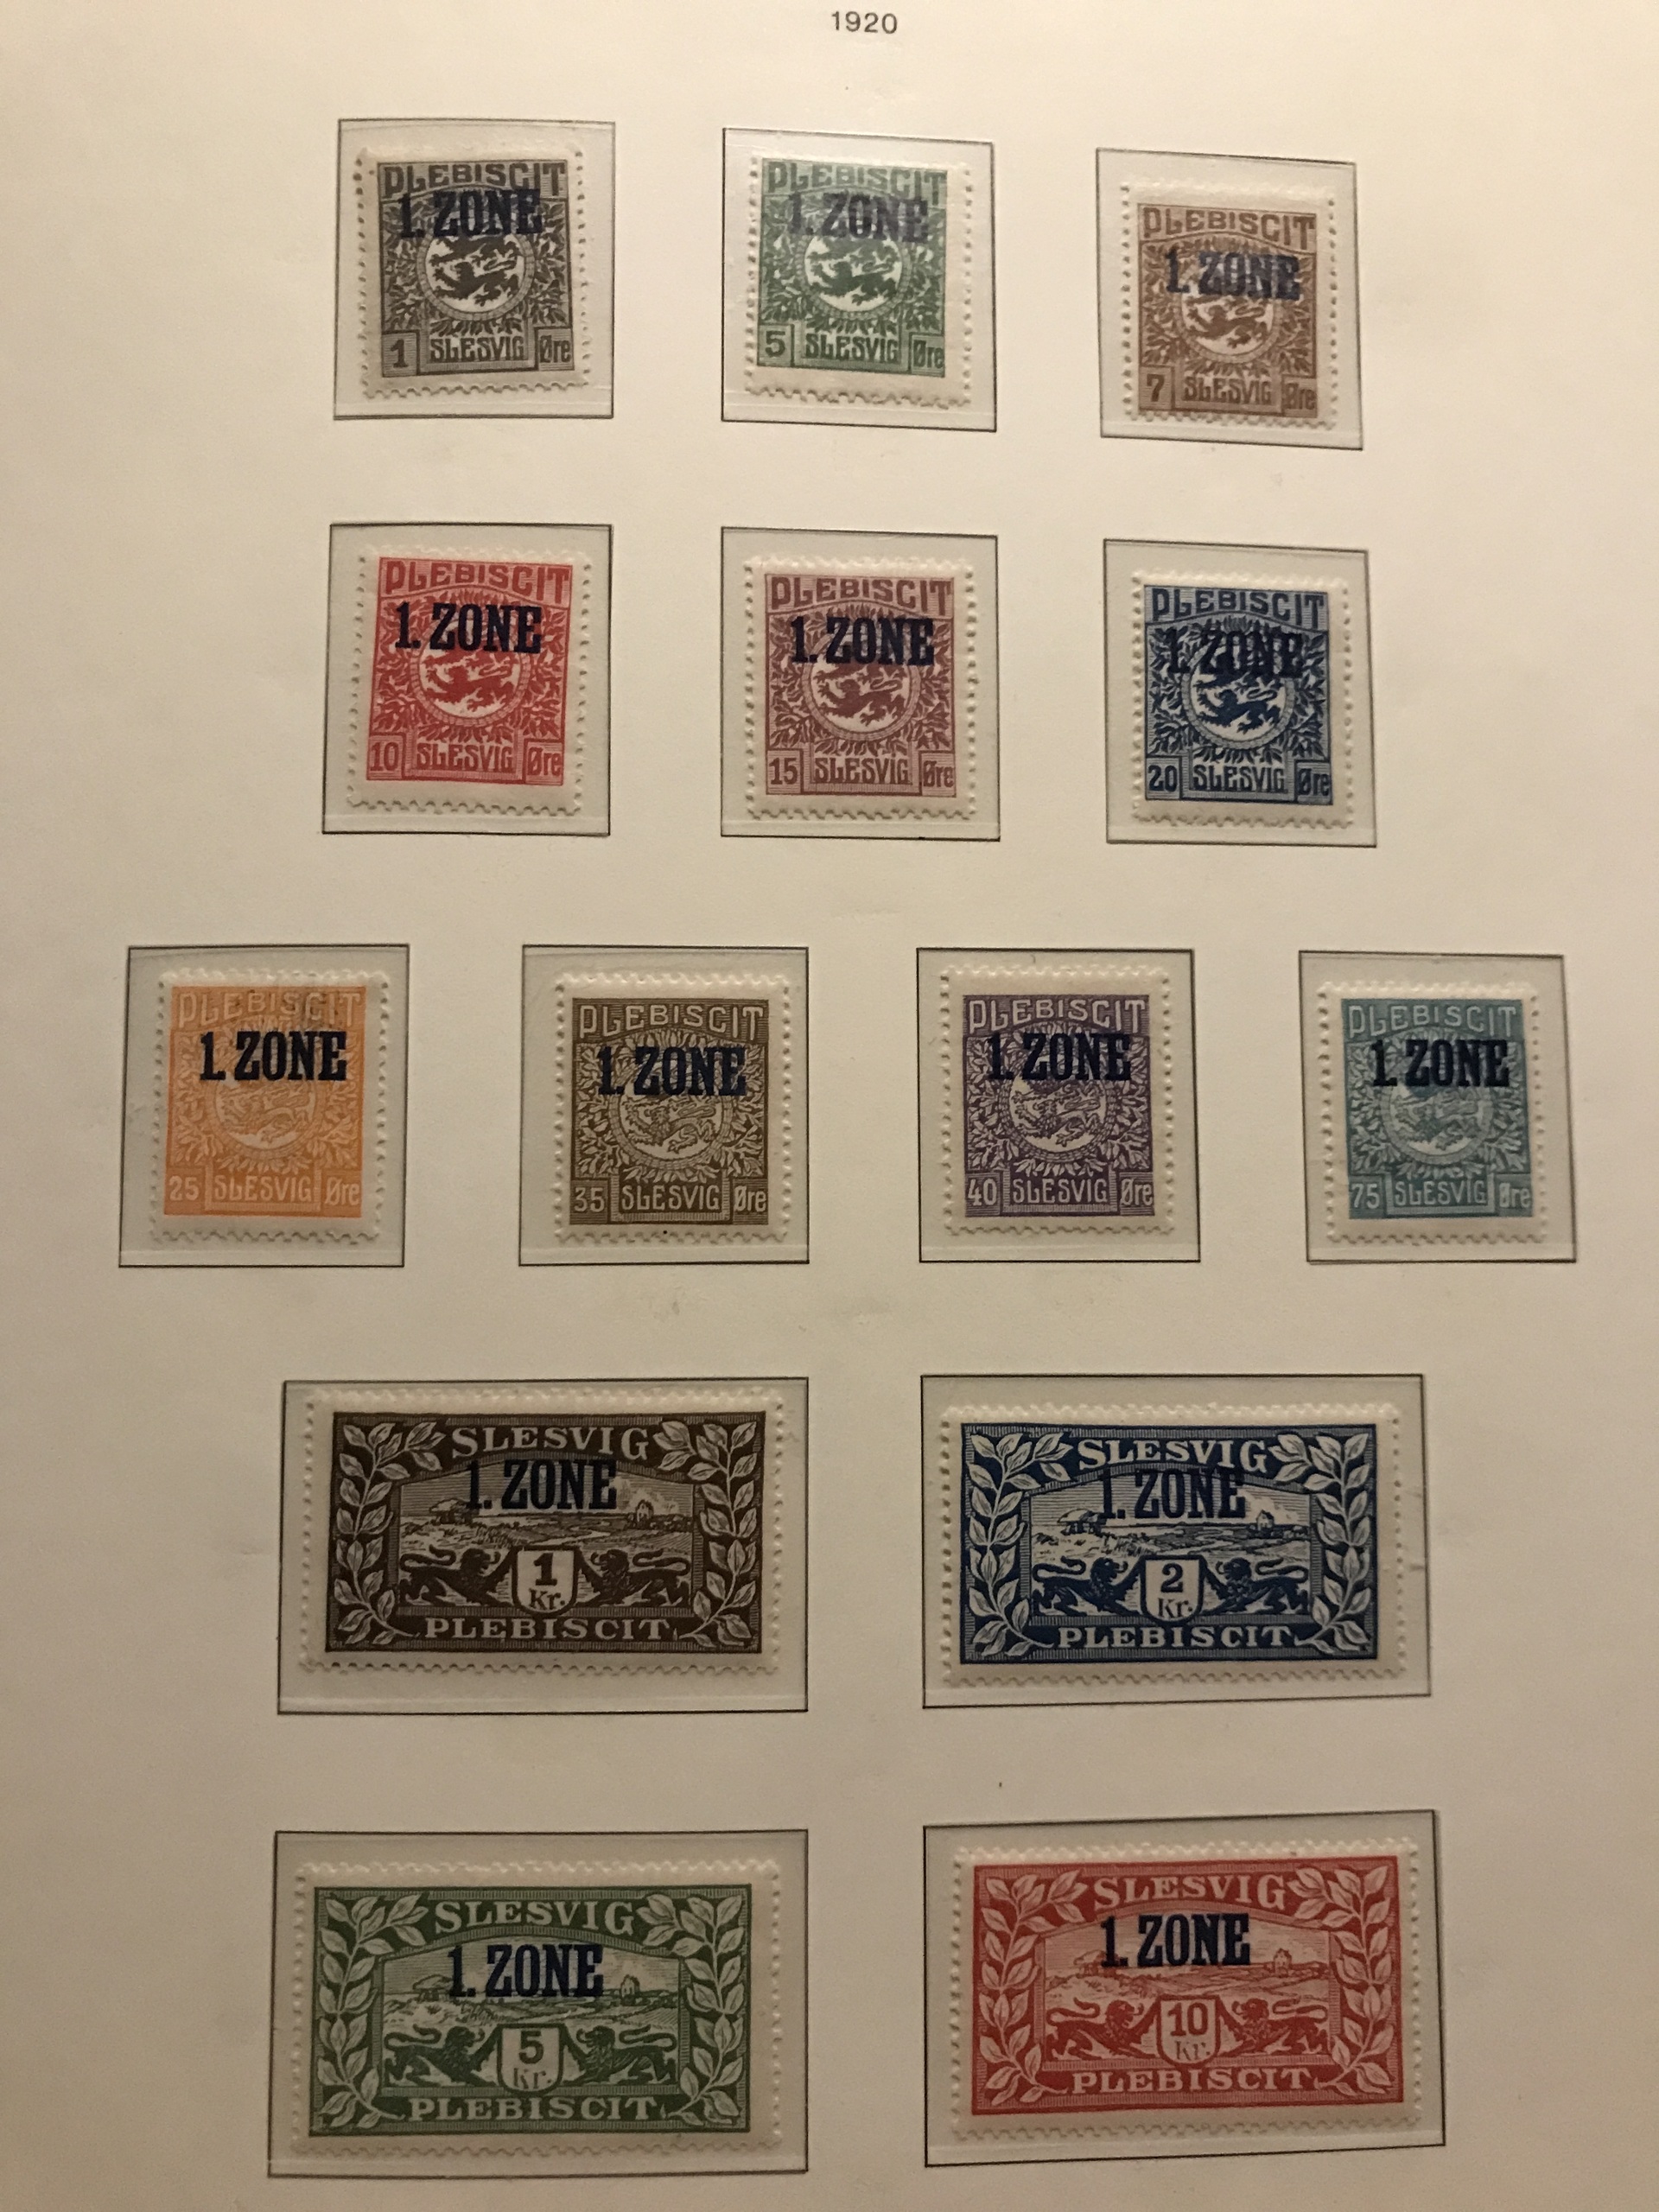 1920
PLEBISCIT
1. ZONE
1 SLESVIG Øre
PLEBISCIT
1. ZONE
5 SLESVIG Øre
PLEBISCIT
1. ZONE
7 SLESVIG Øre
PLEBISCIT
1. ZONE
10 SLESVIG Øre
PLEBISCIT
1. ZONE
15 SLESVIG Øre
PLEBISCIT
1. ZONE
20 SLESVIG Øre
PLEBISCIT
1. ZONE
25 SLESVIG Øre
PLEBISCIT
1. ZONE
35 SLESVIG Øre
PLEBISCIT
1. ZONE
40 SLESVIG Øre
PLEBISCIT
1. ZONE
75 SLESVIG Øre
SLESVIG
1. ZONE
1
Kr.
PLEBISCIT
SLESVIG
1. ZONE
2
Kr.
PLEBISCIT
SLESVIG
1. ZONE
5
Kr.
PLEBISCIT
SLESVIG
1. ZONE
10
Kr.
PLEBISCIT